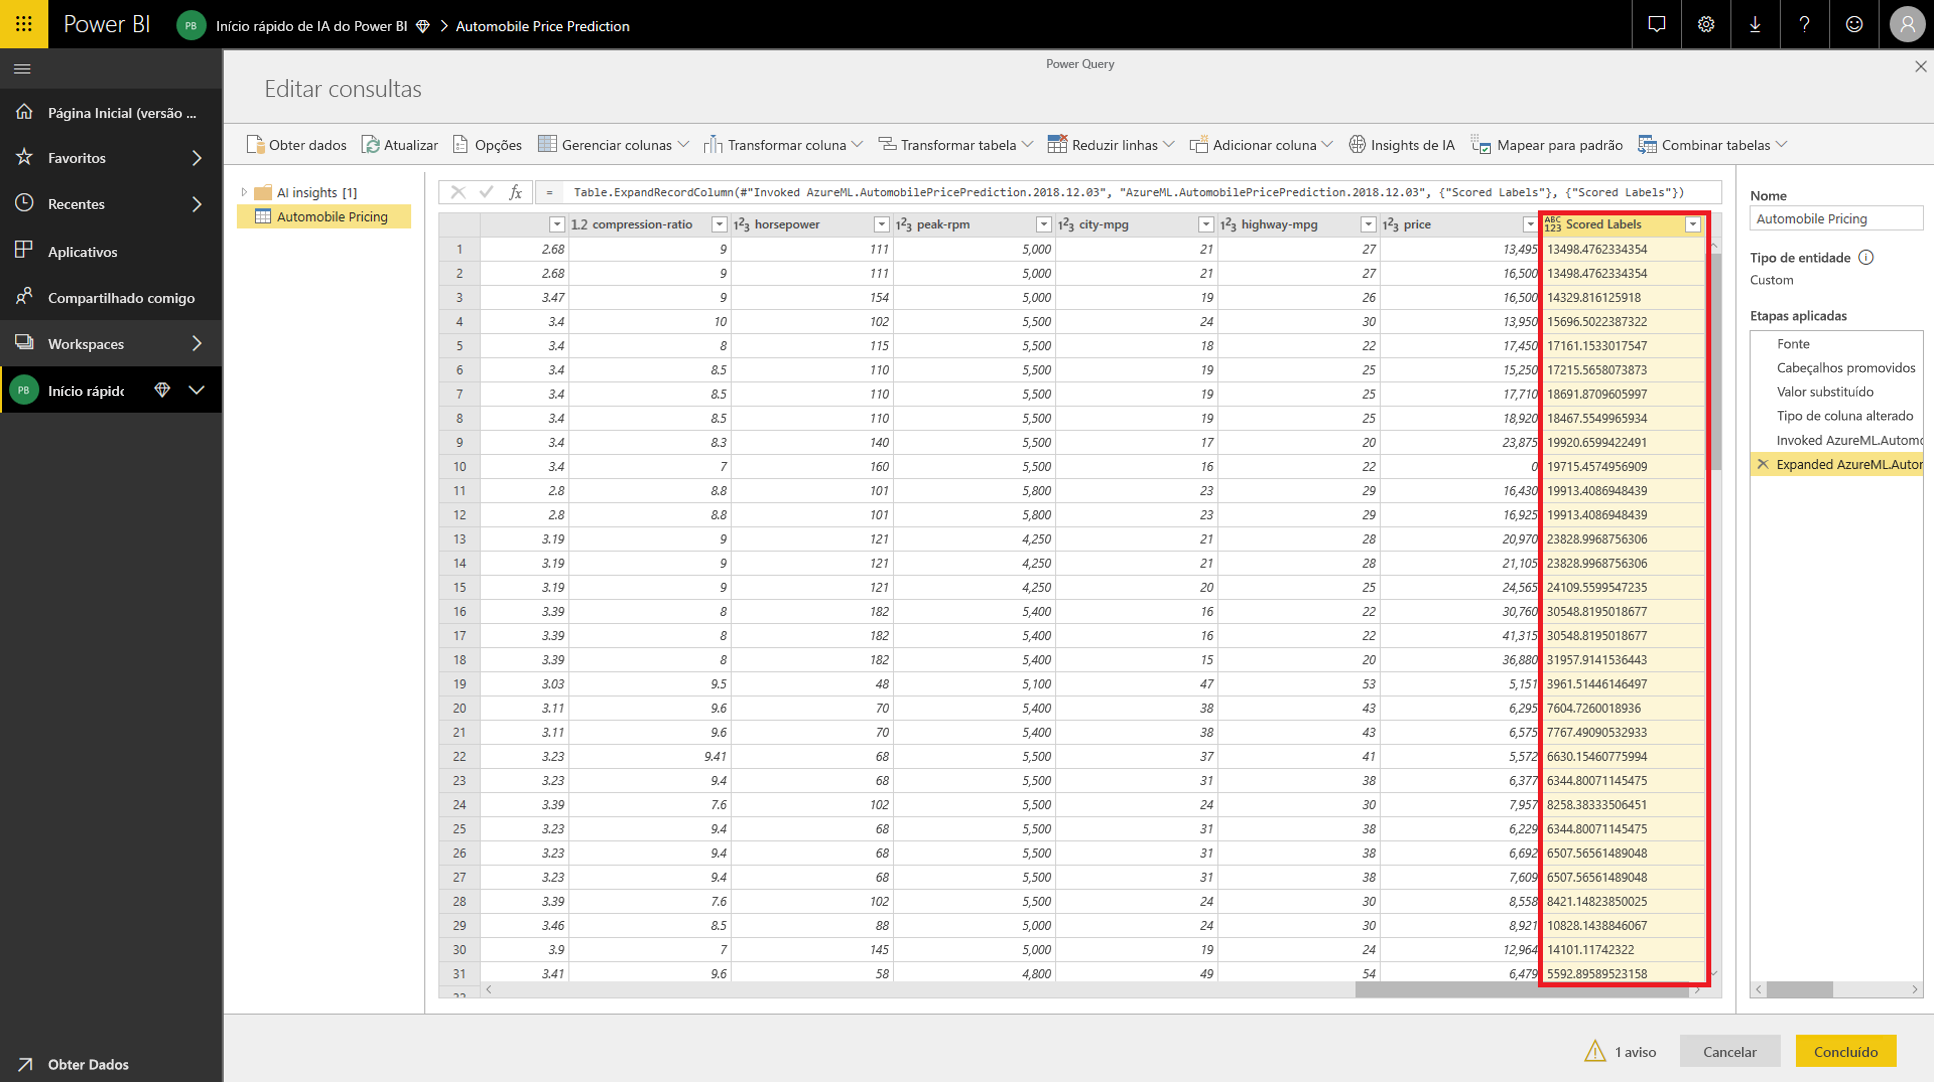 Power BI
PB Início rápido de IA do Power BI > Automobile Price Prediction
Power Query
Editar consultas
Página Inicial (versão ...
Favoritos
Recentes
Aplicativos
Compartilhado comigo
Workspaces
PB Início rápido
Obter Dados
Obter dados Atualizar Opções Gerenciar colunas Transformar coluna Transformar tabela Reduzir linhas Adicionar coluna Insights de IA Mapear para padrão Combinar tabelas
AI insights [1]
Automobile Pricing
fx = Table.ExpandRecordColumn(#"Invoked AzureML.AutomobilePricePrediction.2018.12.03", "AzureML.AutomobilePricePrediction.2018.12.03", {"Scored Labels"}, {"Scored Labels"})
1.2 compression-ratio 123 horsepower 123 peak-rpm 123 city-mpg 123 highway-mpg 123 price ABC 123 Scored Labels
1 2.68 9 111 5,000 21 27 13,495 13498.4762334354
2 2.68 9 111 5,000 21 27 16,500 13498.4762334354
3 3.47 9 154 5,000 19 26 16,500 14329.816125918
4 3.4 10 102 5,500 24 30 13,950 15696.5022387322
5 3.4 8 115 5,500 18 22 17,450 17161.1533017547
6 3.4 8.5 110 5,500 19 25 15,250 17215.5658073873
7 3.4 8.5 110 5,500 19 25 17,710 18691.8709605997
8 3.4 8.5 110 5,500 19 25 18,920 18467.5549965934
9 3.4 8.3 140 5,500 17 20 23,875 19920.6599422491
10 3.4 7 160 5,500 16 22 0 19715.4574956909
11 2.8 8.8 101 5,800 23 29 16,430 19913.4086948439
12 2.8 8.8 101 5,800 23 29 16,925 19913.4086948439
13 3.19 9 121 4,250 21 28 20,970 23828.9968756306
14 3.19 9 121 4,250 21 28 21,105 23828.9968756306
15 3.19 9 121 4,250 20 25 24,565 24109.5599547235
16 3.39 8 182 5,400 16 22 30,760 30548.8195018677
17 3.39 8 182 5,400 16 22 41,315 30548.8195018677
18 3.39 8 182 5,400 15 20 36,880 31957.9141536443
19 3.03 9.5 48 5,100 47 53 5,151 3961.51446146497
20 3.11 9.6 70 5,400 38 43 6,295 7604.7260018936
21 3.11 9.6 70 5,400 38 43 6,575 7767.49090532933
22 3.23 9.41 68 5,500 37 41 5,572 6630.15460775994
23 3.23 9.4 68 5,500 31 38 6,377 6344.80071145475
24 3.39 7.6 102 5,500 24 30 7,957 8258.38333506451
25 3.23 9.4 68 5,500 31 38 6,229 6344.80071145475
26 3.23 9.4 68 5,500 31 38 6,692 6507.56561489048
27 3.23 9.4 68 5,500 31 38 7,609 6507.56561489048
28 3.39 7.6 102 5,500 24 30 8,558 8421.14823850025
29 3.46 8.5 88 5,000 24 30 8,921 10828.1438846067
30 3.9 7 145 5,000 19 24 12,964 14101.11742322
31 3.41 9.6 58 4,800 49 54 6,479 5592.89589523158
Nome
Automobile Pricing
Tipo de entidade
Custom
Etapas aplicadas
Fonte
Cabeçalhos promovidos
Valor substituído
Tipo de coluna alterado
Invoked AzureML.Automo
Expanded AzureML.Autor
1 aviso Cancelar Concluído